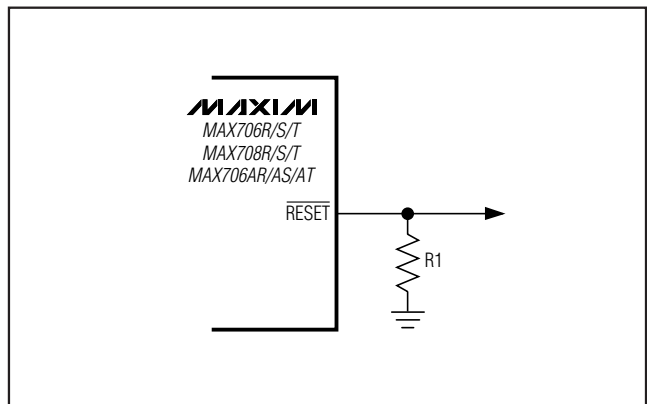 MAXIM
MAX706R/S/T
MAX708R/S/T
MAX706AR/AS/AT
RESET
R1